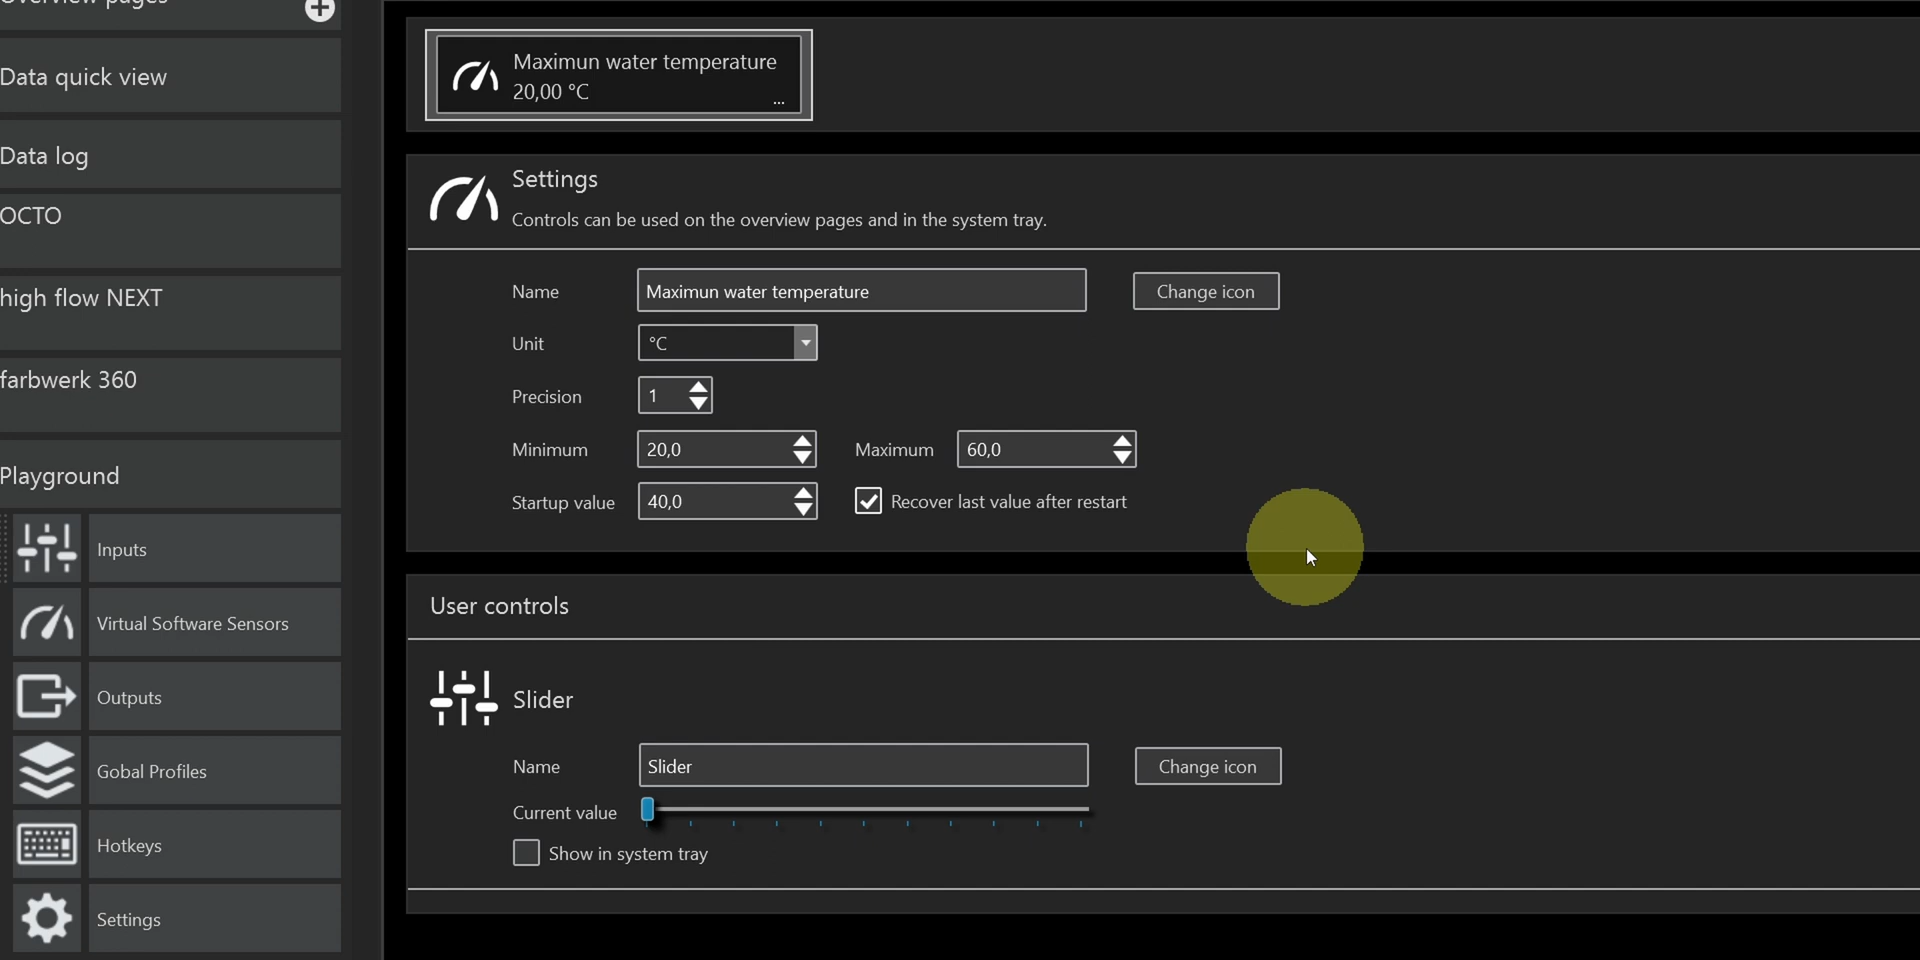 Overview pages
Data quick view
Data log
OCTO
high flow NEXT
farbwerk 360
Playground
Inputs
Virtual Software Sensors
Outputs
Gobal Profiles
Hotkeys
Settings
Maximun water temperature
20,00 °C
...
Settings
Controls can be used on the overview pages and in the system tray.
Name Maximun water temperature Change icon
Unit °C
Precision 1
Minimum 20,0 Maximum 60,0
Startup value 40,0 Recover last value after restart
User controls
Slider
Name Slider Change icon
Current value
Show in system tray